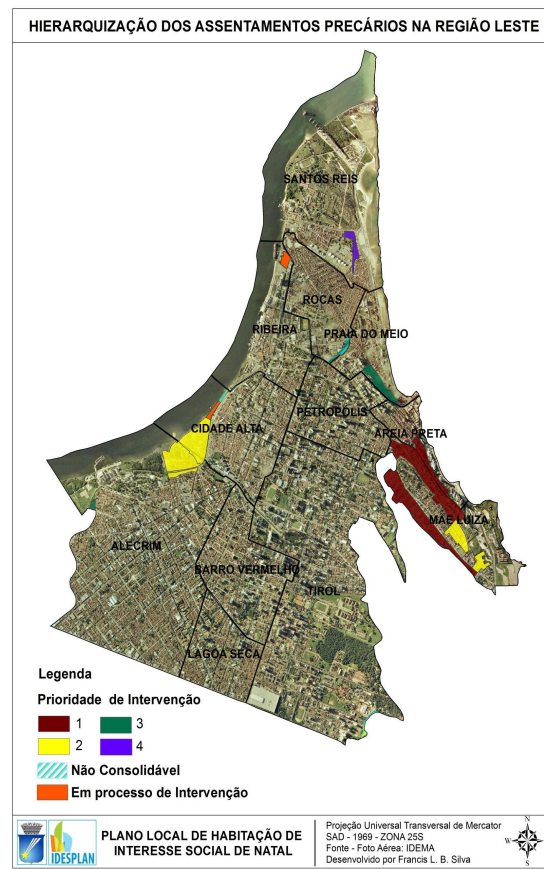 HIERARQUIZAÇÃO DOS ASSENTAMENTOS PRECÁRIOS NA REGIÃO LESTE
SANTOS REIS
ROCAS
RIBEIRA
PRAIA DO MEIO
PETRÓPOLIS
CIDADE ALTA
AREIA PRETA
MÃE LUIZA
ALECRIM
BARRO VERMELHO
TIROL
LAGOA SECA
Legenda
Prioridade de Intervenção
1
3
2
4
Não Consolidável
Em processo de Intervenção
IDESPLAN
PLANO LOCAL DE HABITAÇÃO DE
INTERESSE SOCIAL DE NATAL
Projeção Universal Transversal de Mercator
SAD - 1969 - ZONA 25S
Fonte - Foto Aérea: IDEMA
Desenvolvido por Francis L. B. Silva
N
W
E
S